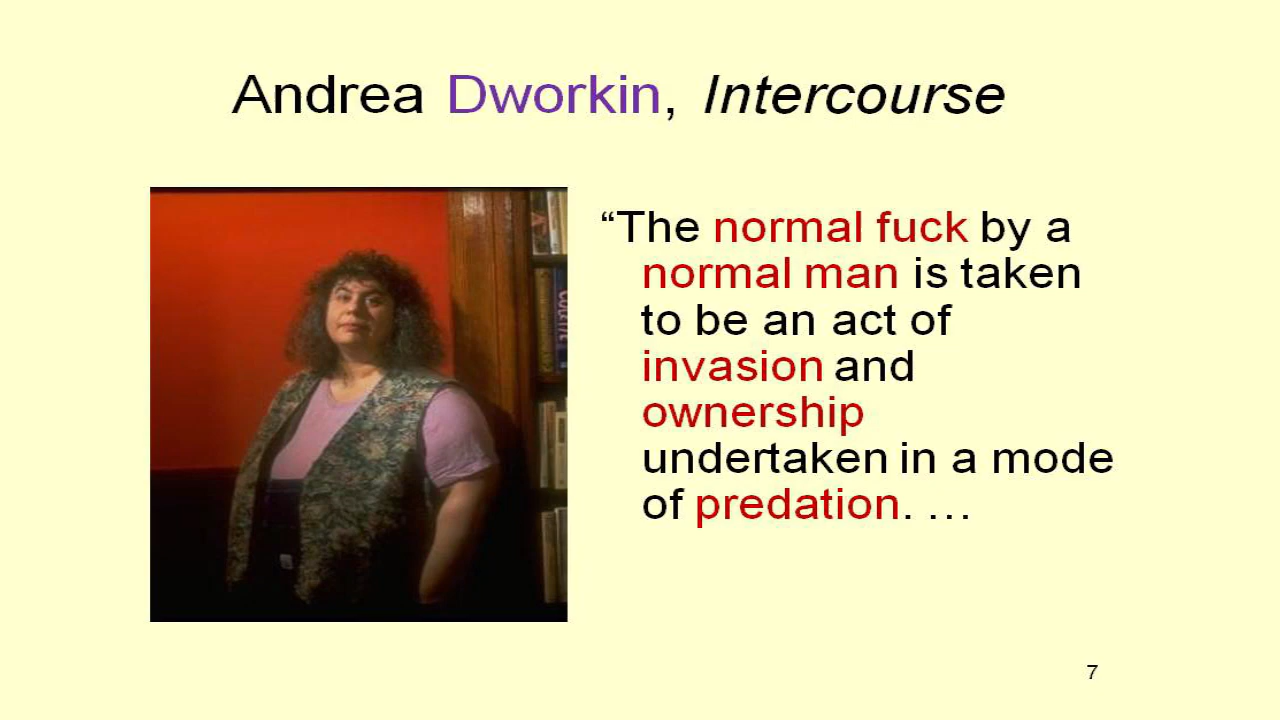 Andrea Dworkin, Intercourse
“The normal fuck by a
normal man is taken
to be an act of
invasion and
ownership
undertaken in a mode
of predation. …
7